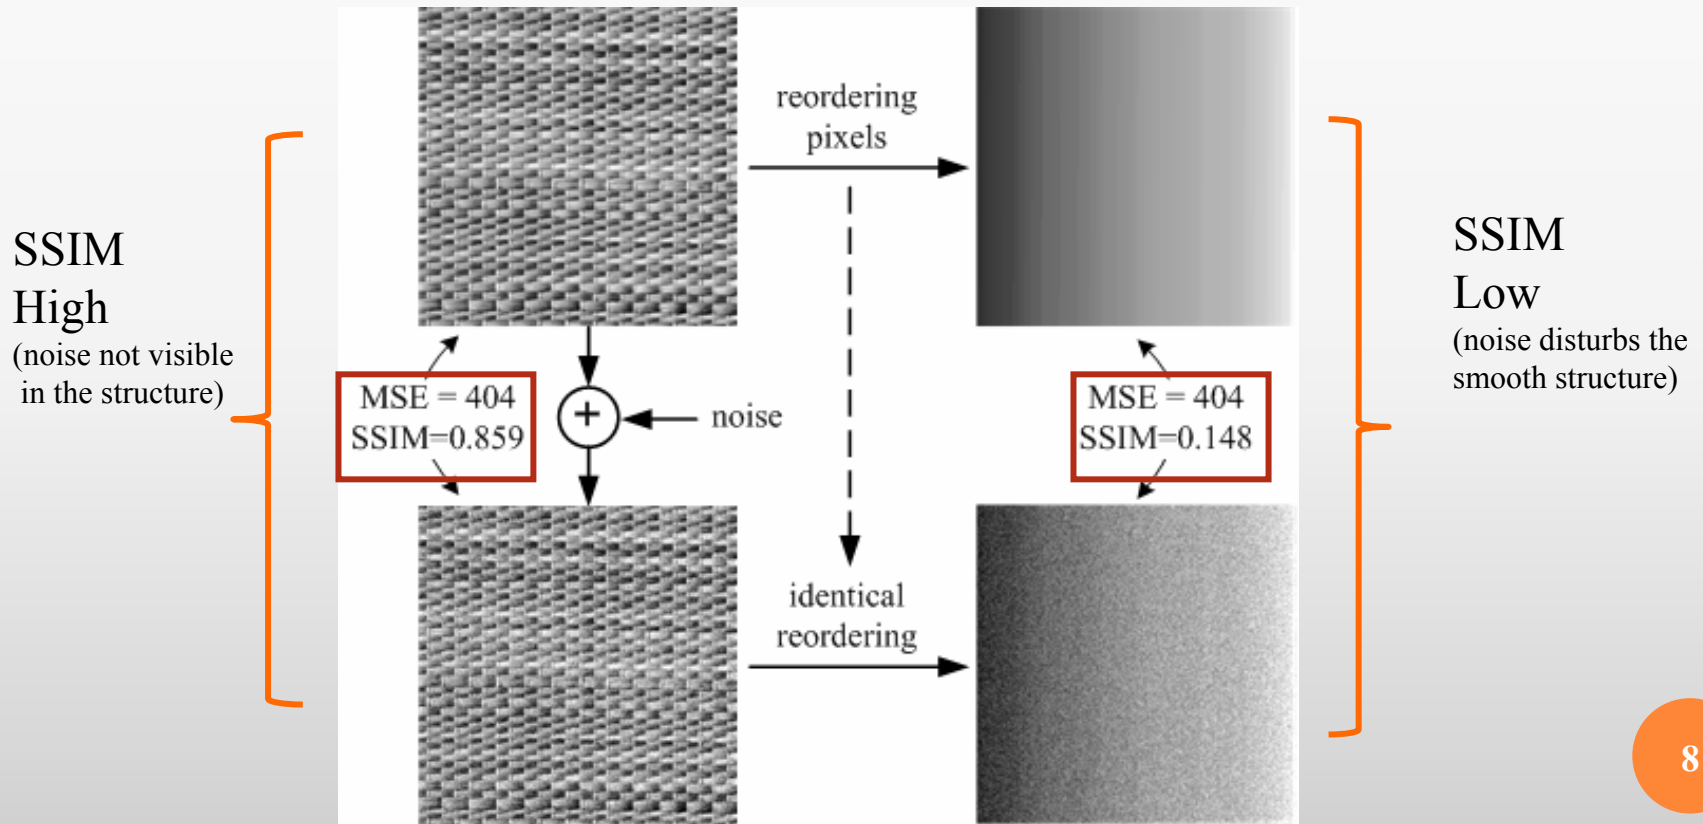 SSIM
High
(noise not visible
in the structure)
reordering
pixels
MSE = 404
SSIM=0.859
+
noise
MSE = 404
SSIM=0.148
identical
reordering
SSIM
Low
(noise disturbs the
smooth structure)
8